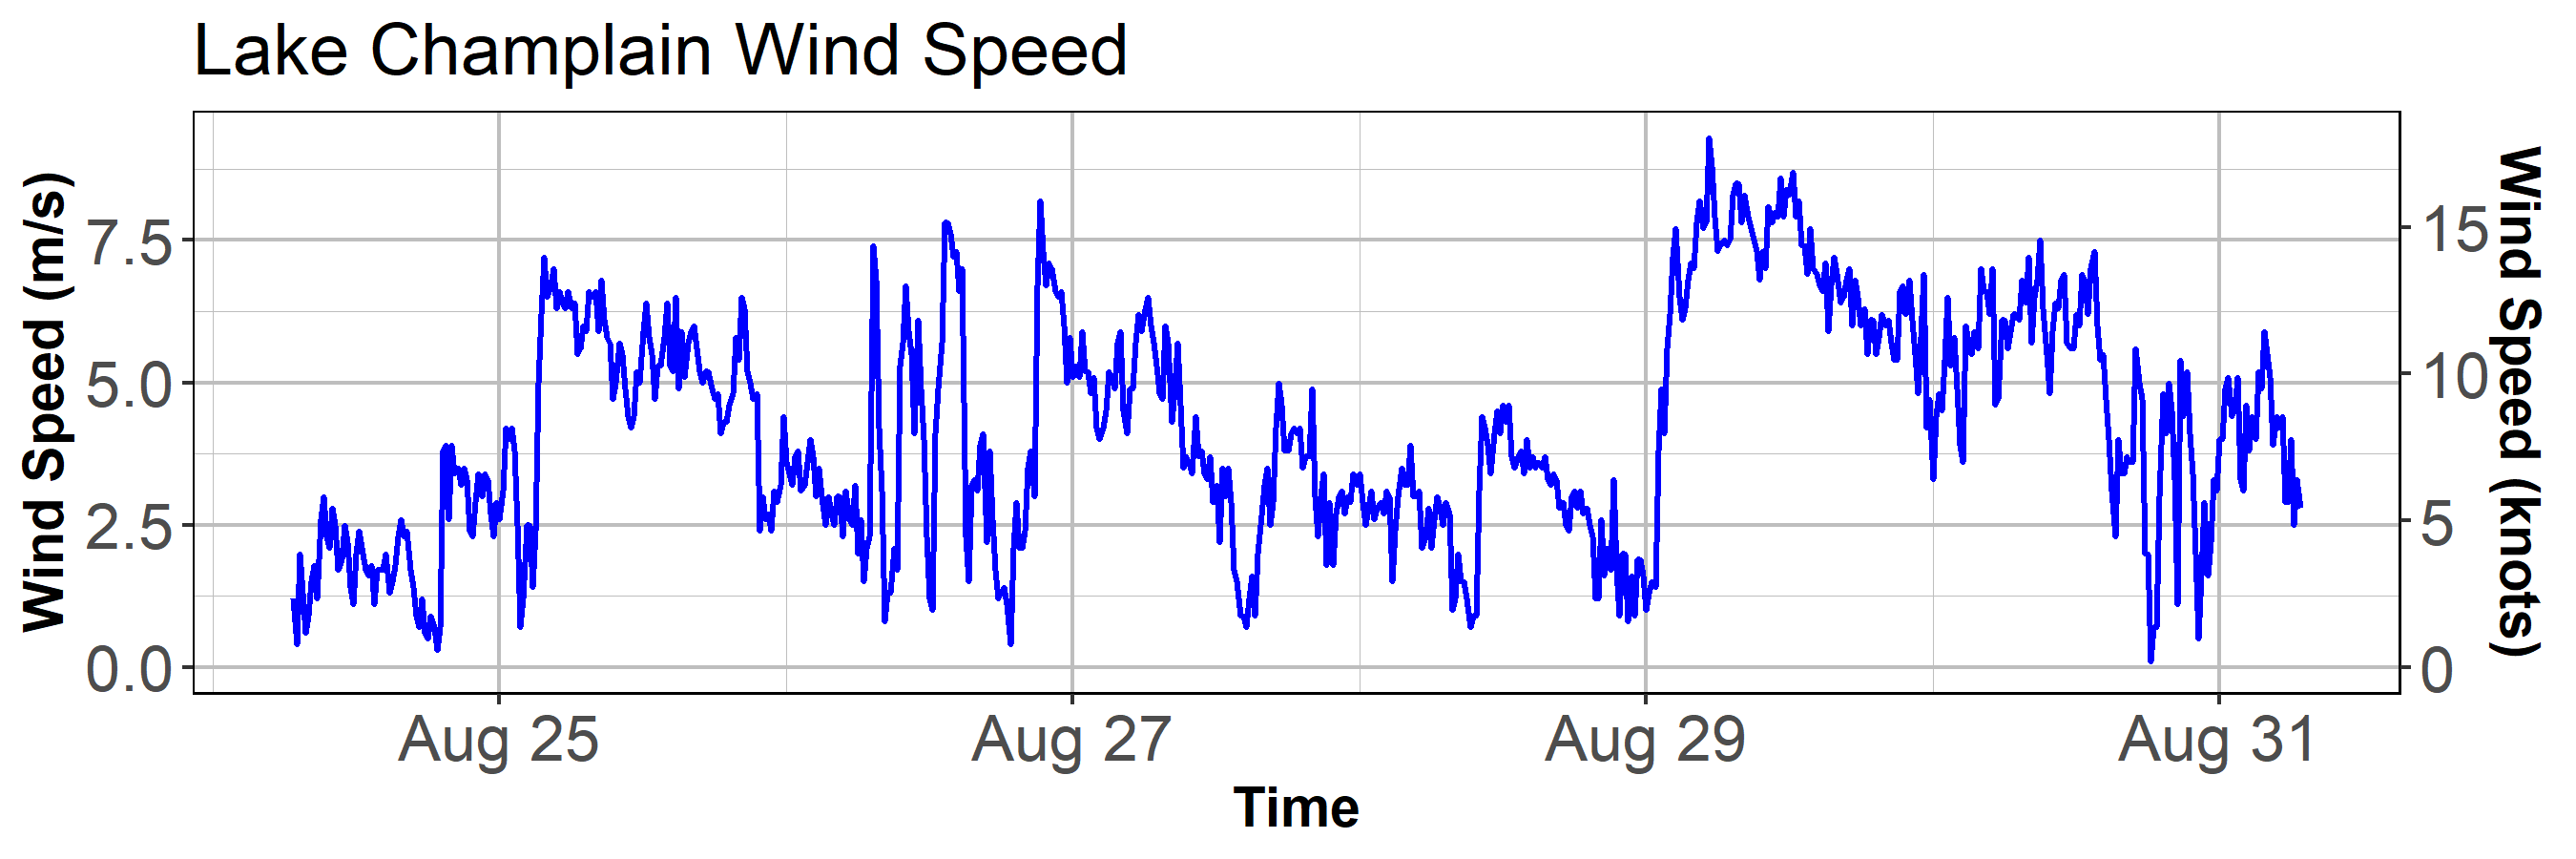 Lake Champlain Wind Speed
Wind Speed (m/s)
7.5
5.0
2.5
0.0
15
10
5
0
Wind Speed (knots)
Aug 25
Aug 27
Aug 29
Aug 31
Time